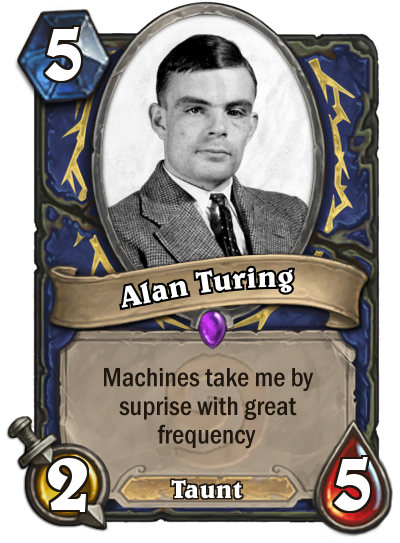 5
Alan Turing
Machines take me by
suprise with great
frequency
2
Taunt
5